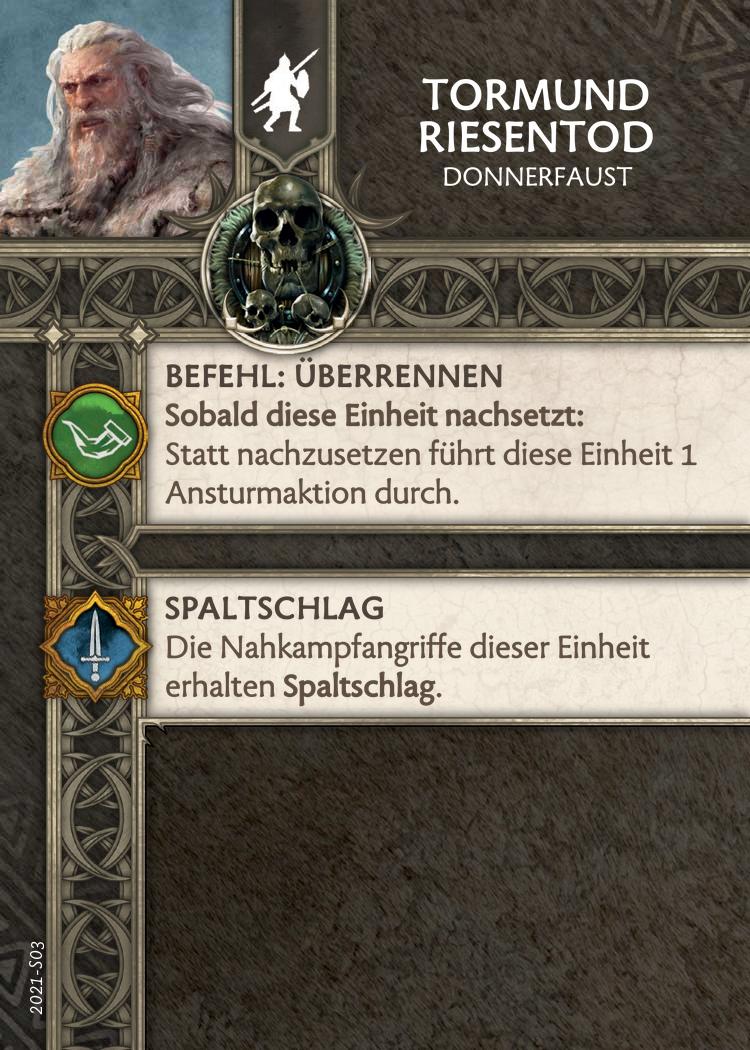 TORMUND
RIESENTOD
DONNERFAUST
BEFEHL: ÜBERRENNEN
Sobald diese Einheit nachsetzt:
Statt nachzusetzen führt diese Einheit 1
Ansturmaktion durch.
SPALTSCHLAG
Die Nahkampfangriffe dieser Einheit
erhalten Spaltschlag.
2021-S03